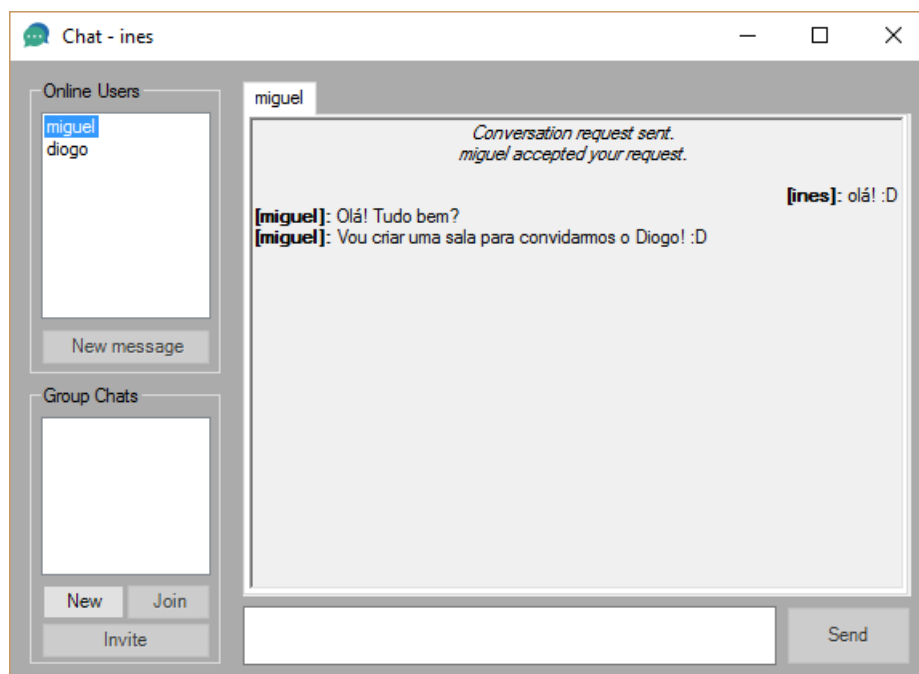 Chat - ines
Online Users
miguel
diogo
New message
Group Chats
New
Join
Invite
miguel
Conversation request sent.
miguel accepted your request.
[ines]: olá! :D
[miguel]: Olá! Tudo bem?
[miguel]: Vou criar uma sala para convidarmos o Diogo! :D
Send